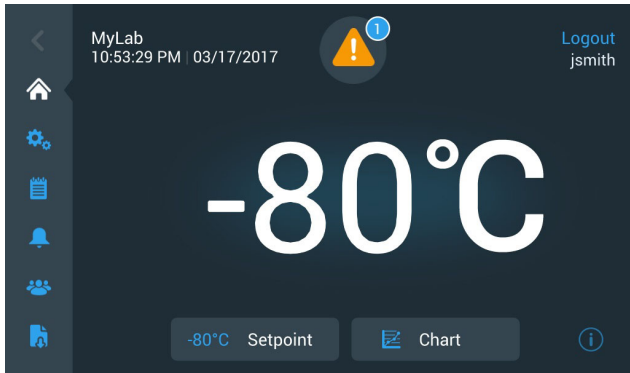 MyLab
10:53:29 PM | 03/17/2017
1
Logout
jsmith
-80°C
-80°C Setpoint
Chart